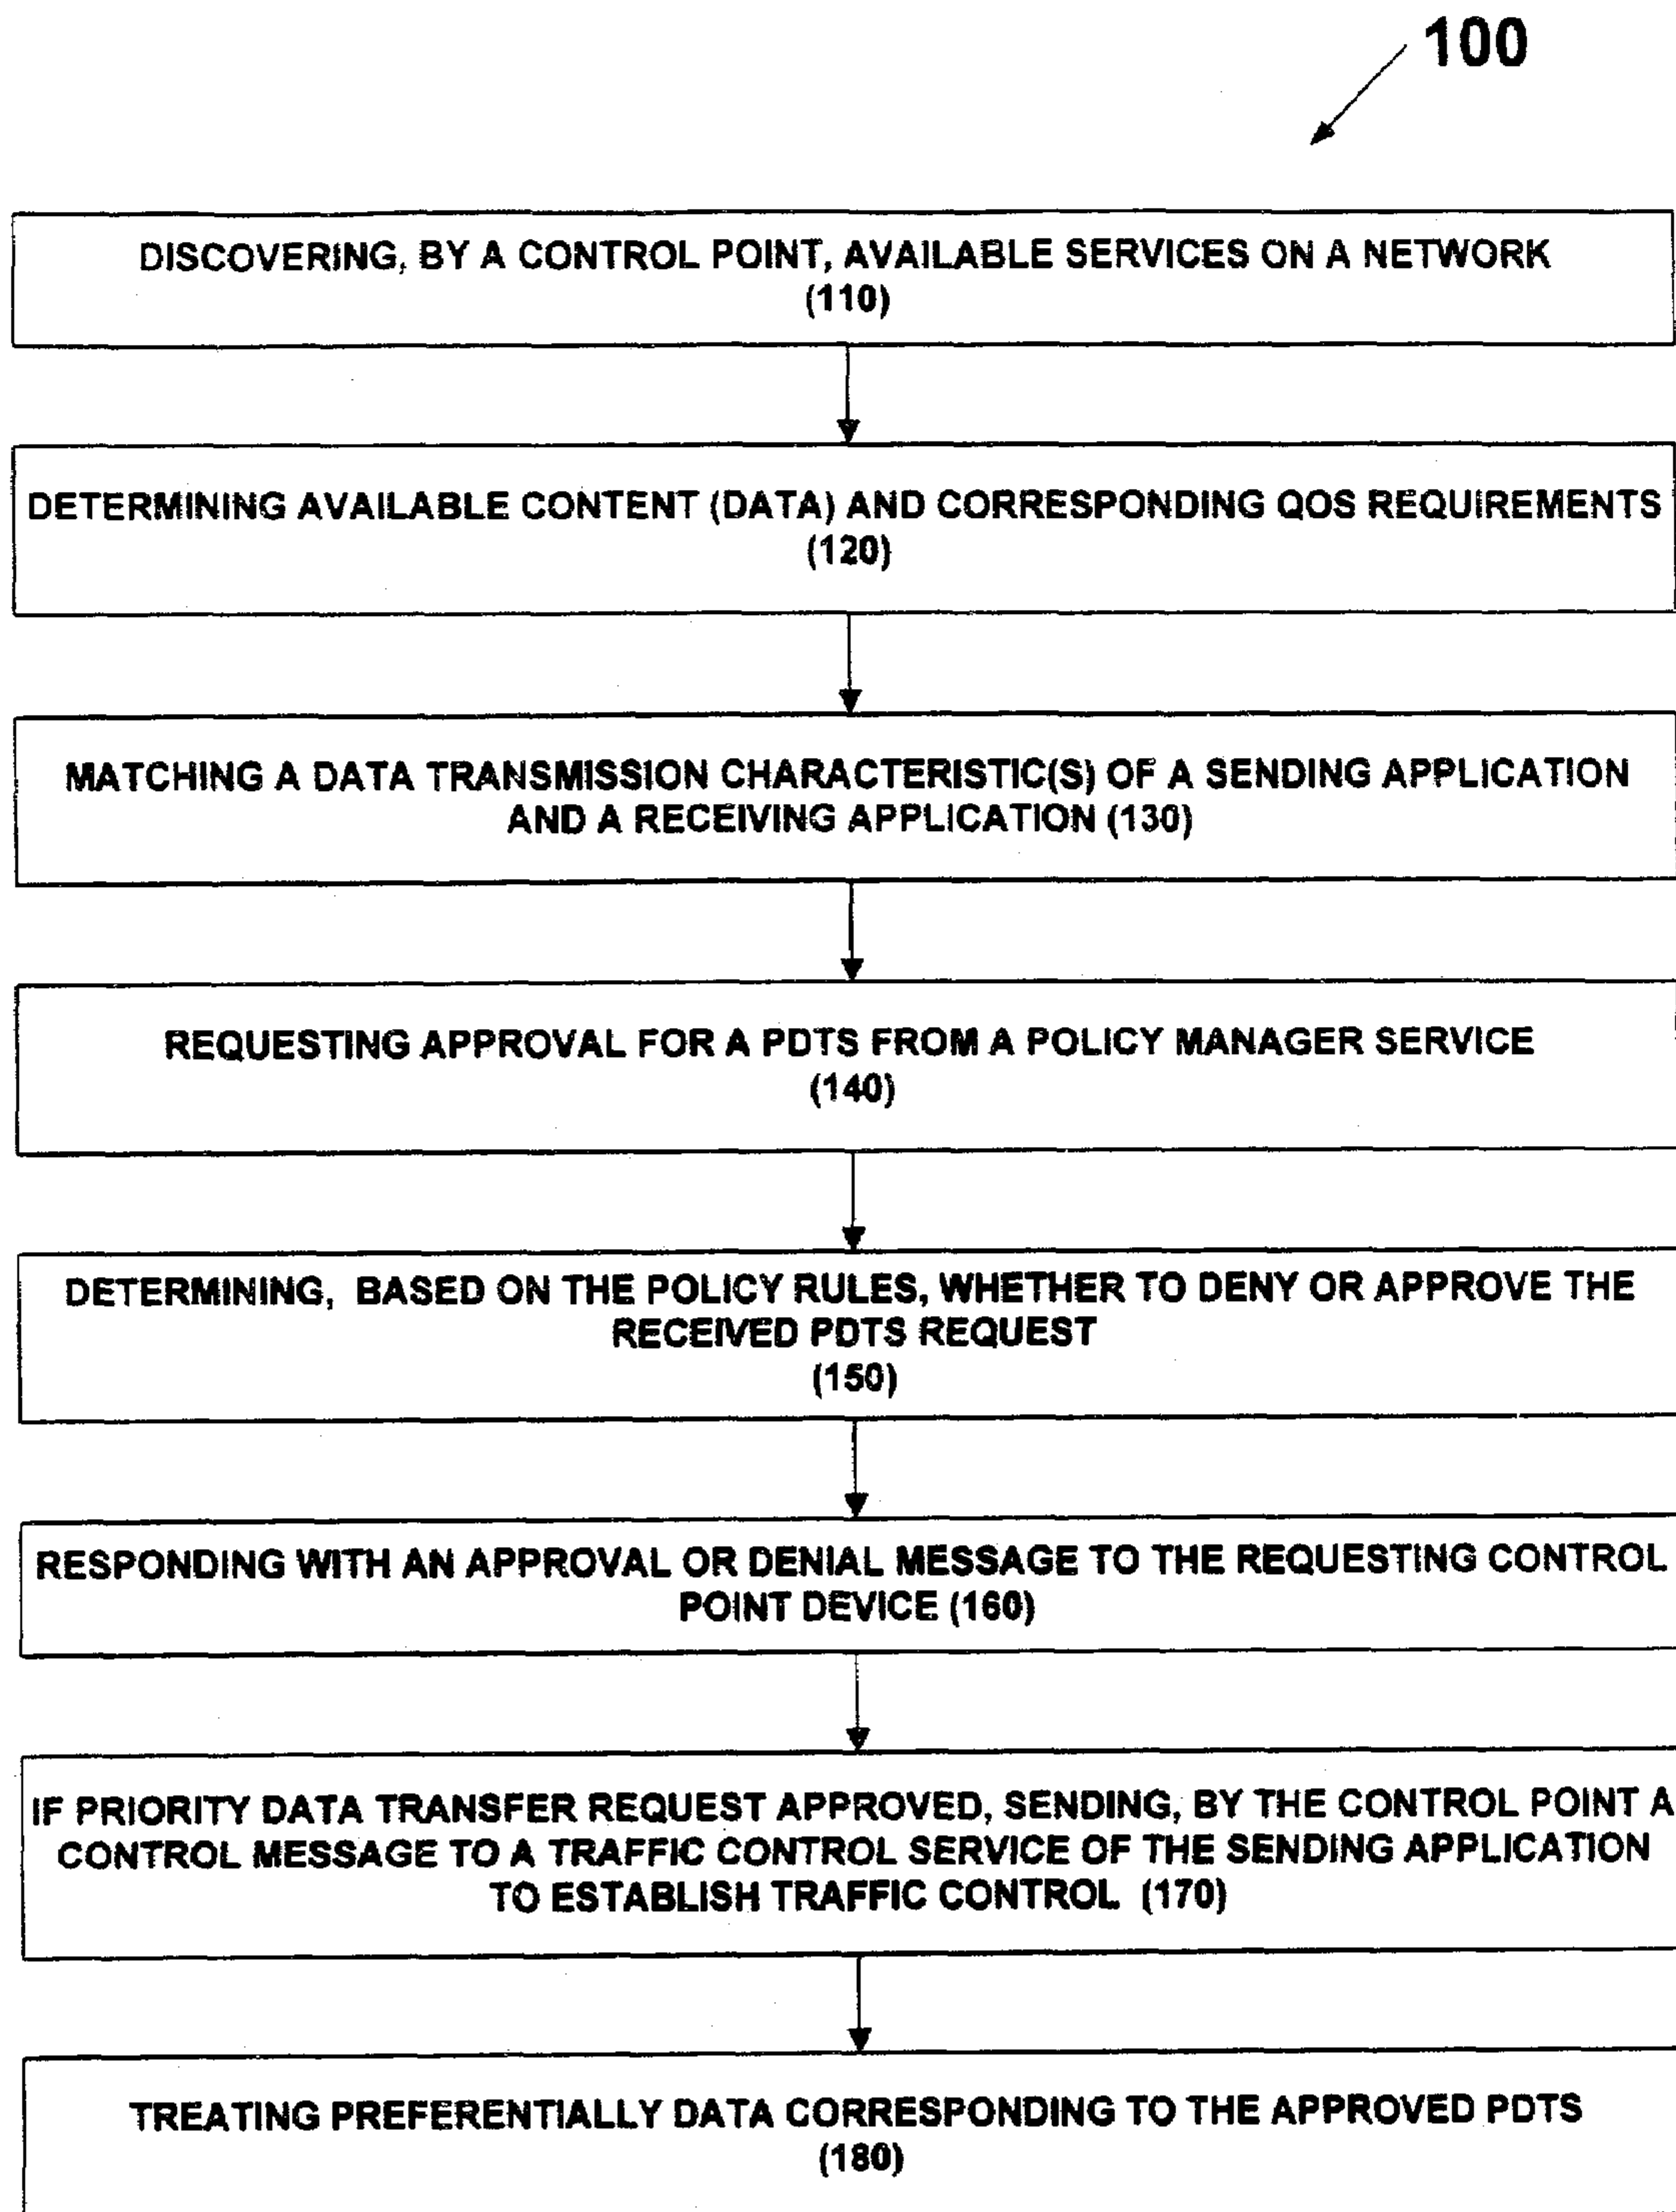 100
DISCOVERING, BY A CONTROL POINT, AVAILABLE SERVICES ON A NETWORK
(110)
DETERMINING AVAILABLE CONTENT (DATA) AND CORRESPONDING QOS REQUIREMENTS
(120)
MATCHING A DATA TRANSMISSION CHARACTERISTIC(S) OF A SENDING APPLICATION
AND A RECEIVING APPLICATION (130)
REQUESTING APPROVAL FOR A PDTS FROM A POLICY MANAGER SERVICE
(140)
DETERMINING, BASED ON THE POLICY RULES, WHETHER TO DENY OR APPROVE THE
RECEIVED PDTS REQUEST
(150)
RESPONDING WITH AN APPROVAL OR DENIAL MESSAGE TO THE REQUESTING CONTROL
POINT DEVICE (160)
IF PRIORITY DATA TRANSFER REQUEST APPROVED, SENDING, BY THE CONTROL POINT A
CONTROL MESSAGE TO A TRAFFIC CONTROL SERVICE OF THE SENDING APPLICATION
TO ESTABLISH TRAFFIC CONTROL (170)
TREATING PREFERENTIALLY DATA CORRESPONDING TO THE APPROVED PDTS
(180)